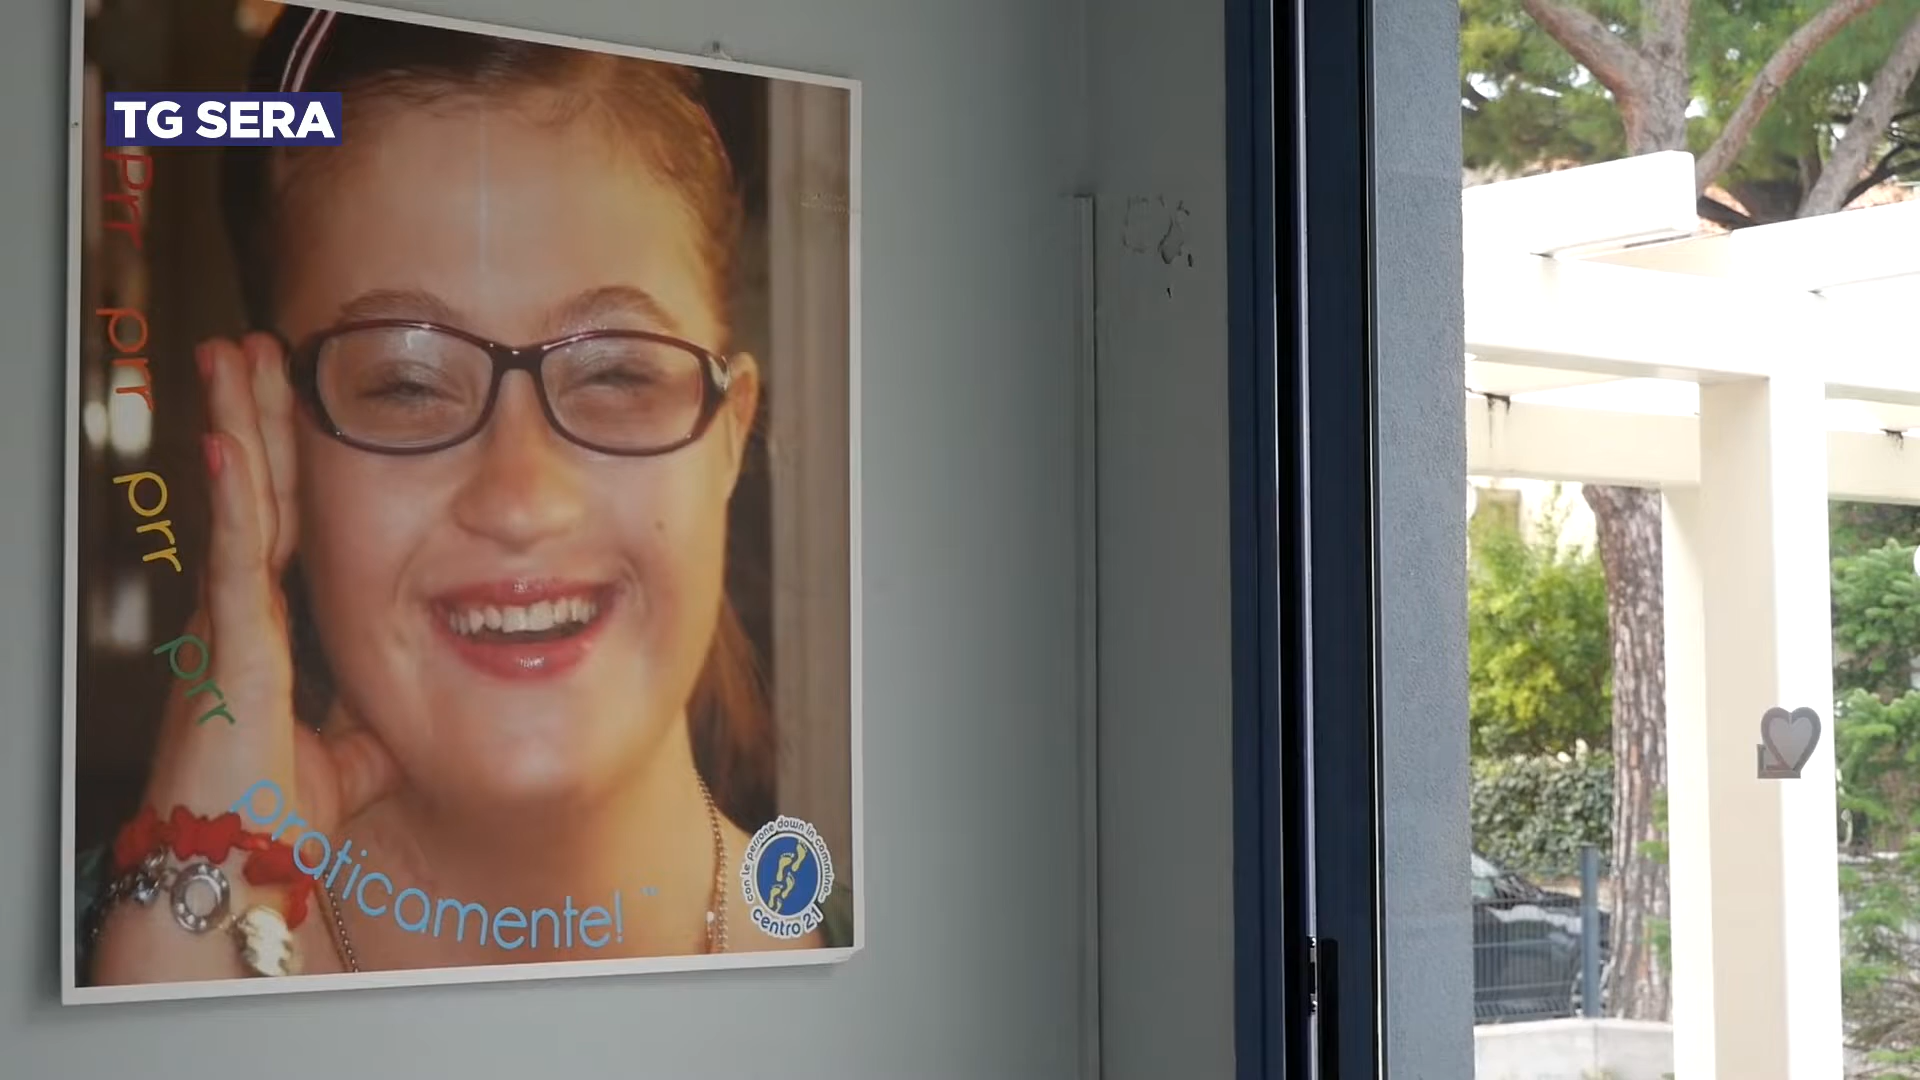 TG SERA
prr
prr
prr
prr
praticamente!
con le persone down in cammino
centro 21